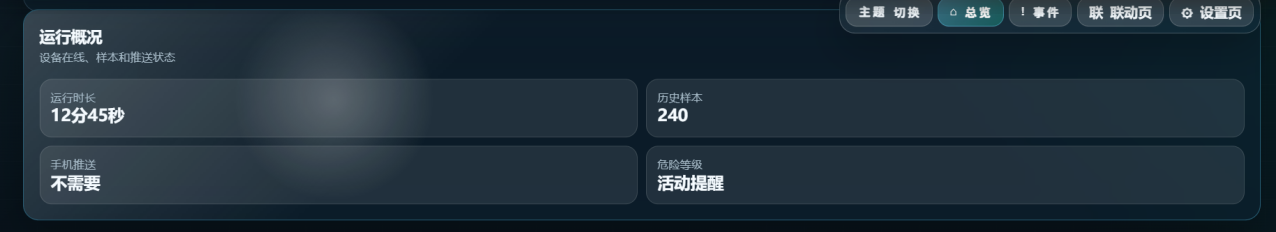 主题 切换
⌂ 总览
! 事件
联 联动页
⚙ 设置页
运行概况
设备在线、样本和推送状态
运行时长
12分45秒
历史样本
240
手机推送
不需要
危险等级
活动提醒